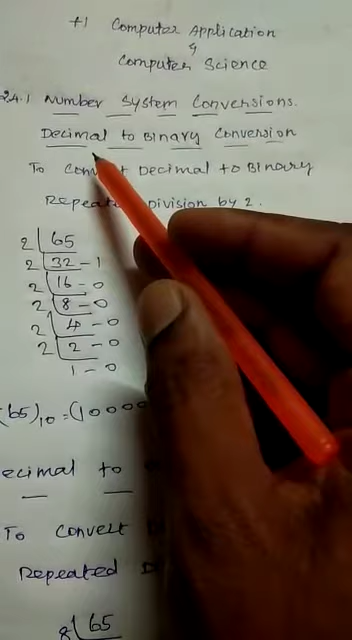 +1 Computer Application
&
Computer Science
2.4.1 Number System Conversions.
Decimal to Binary Conversion
To Decimal to Binary
Repeated Division by 2.
2 65
2 32 - 1
2 16 - 0
2 8 - 0
2 4 - 0
2 2 - 0
1 - 0
(65)10 = (10000
ecimal to
To Convert
Repeated
8 65